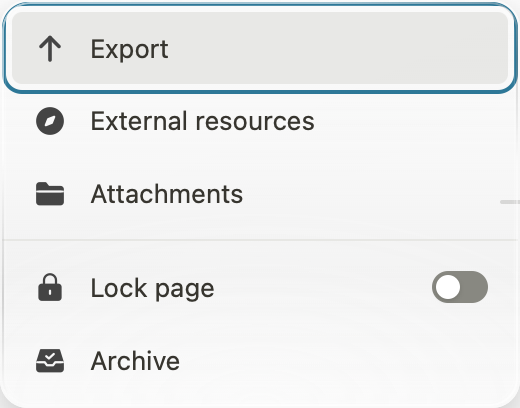 Export
External resources
Attachments
Lock page
Archive